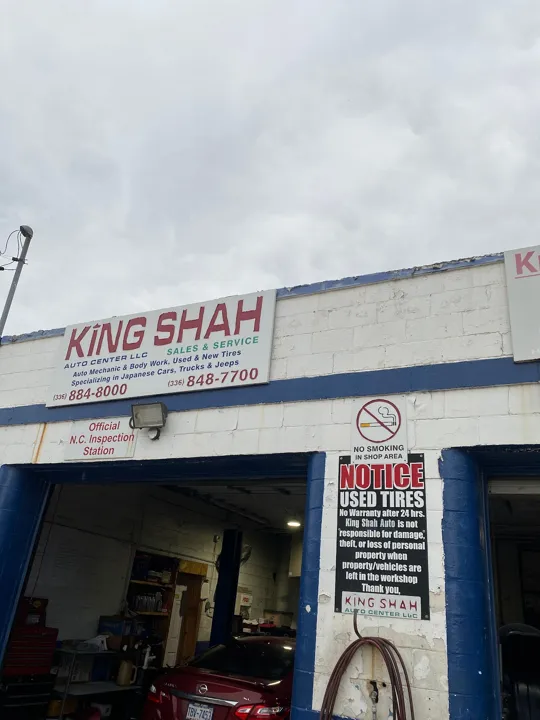 KiNG SHAH
AUTO CENTER LLC SALES & SERVICE
Auto Mechanic & Body Work, Used & New Tires
Specializing in Japanese Cars, Trucks & Jeeps
(336) 884-8000 (336) 848-7700
Official
N.C. Inspection
Station
NO SMOKING
IN SHOP AREA
NOTICE
USED TIRES
No Warranty after 24 hrs.
King Shah Auto is not
responsible for damage,
theft, or loss of personal
property when
property/vehicles are
left in the workshop
Thank you,
KiNG SHAH
AUTO CENTER LLC